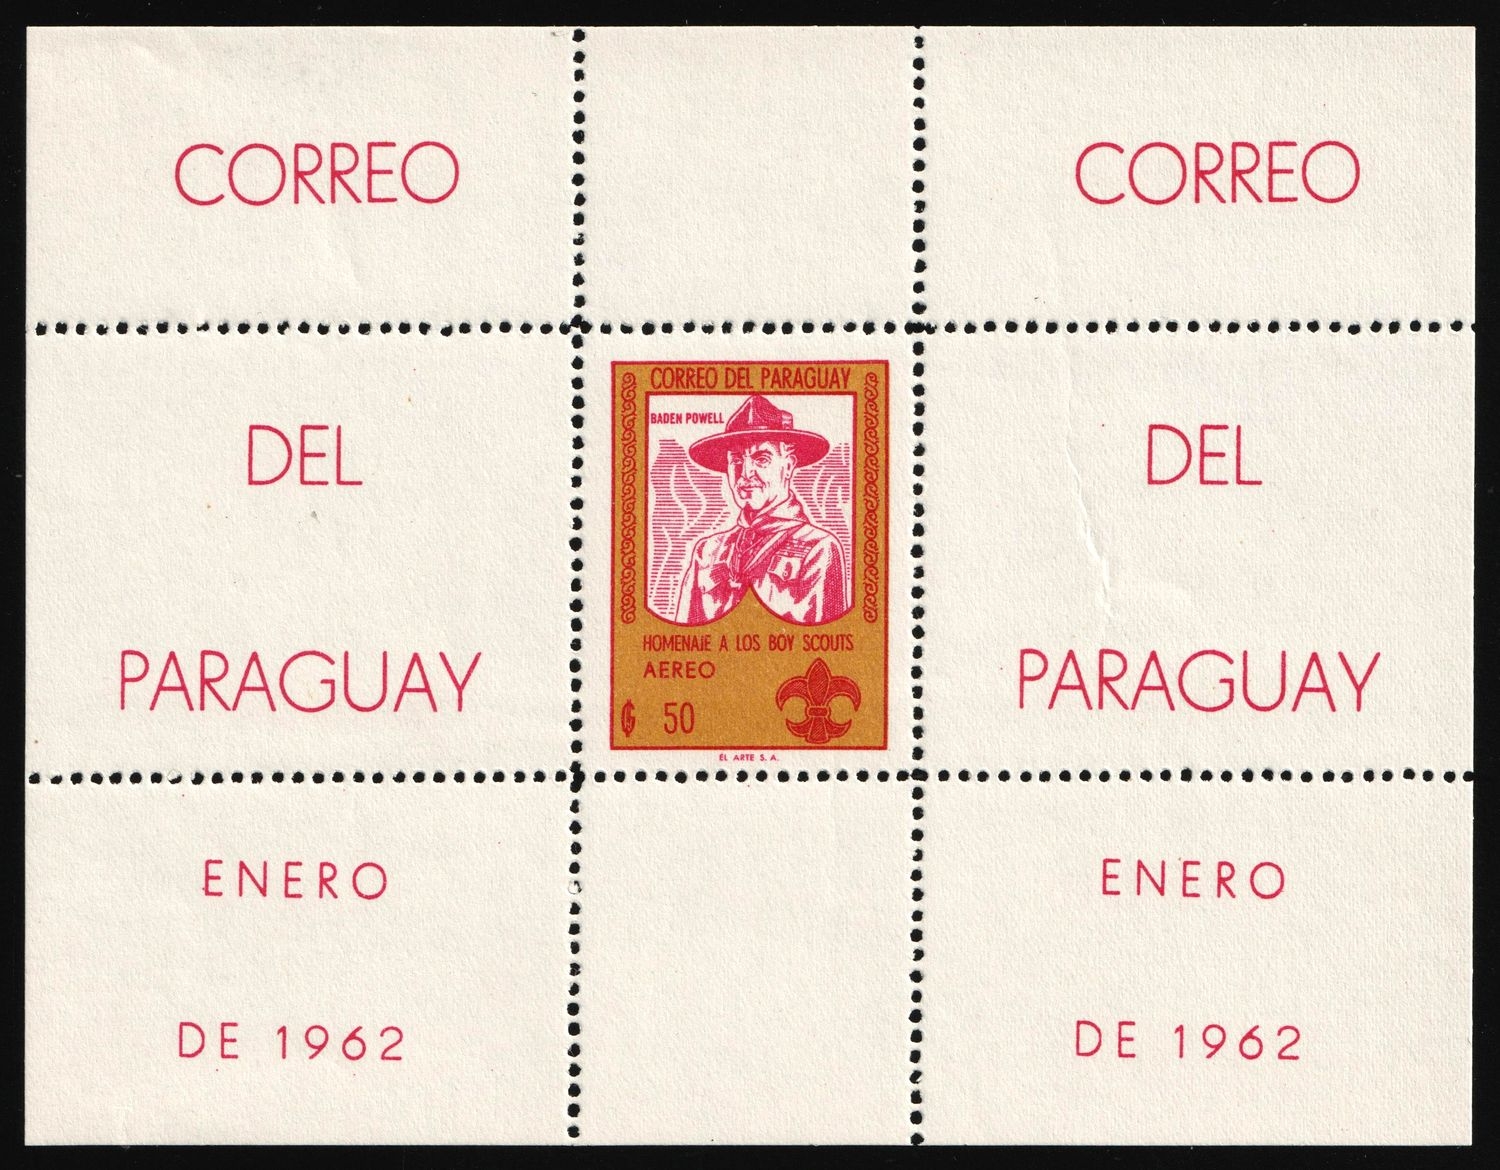 CORREO
DEL
PARAGUAY
ENERO
DE 1962
CORREO DEL PARAGUAY
BADEN POWELL
HOMENAJE A LOS BOY SCOUTS
AEREO
₲ 50
EL ARTE S. A.
CORREO
DEL
PARAGUAY
ENERO
DE 1962